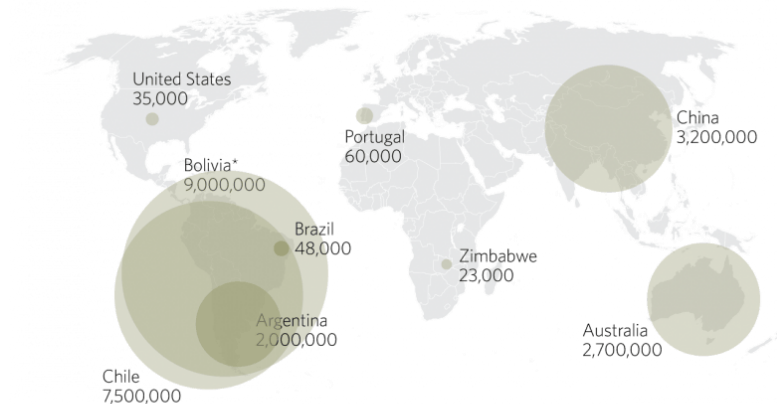 United States
35,000
Portugal
60,000
China
3,200,000
Bolivia*
9,000,000
Brazil
48,000
Zimbabwe
23,000
Argentina
2,000,000
Australia
2,700,000
Chile
7,500,000